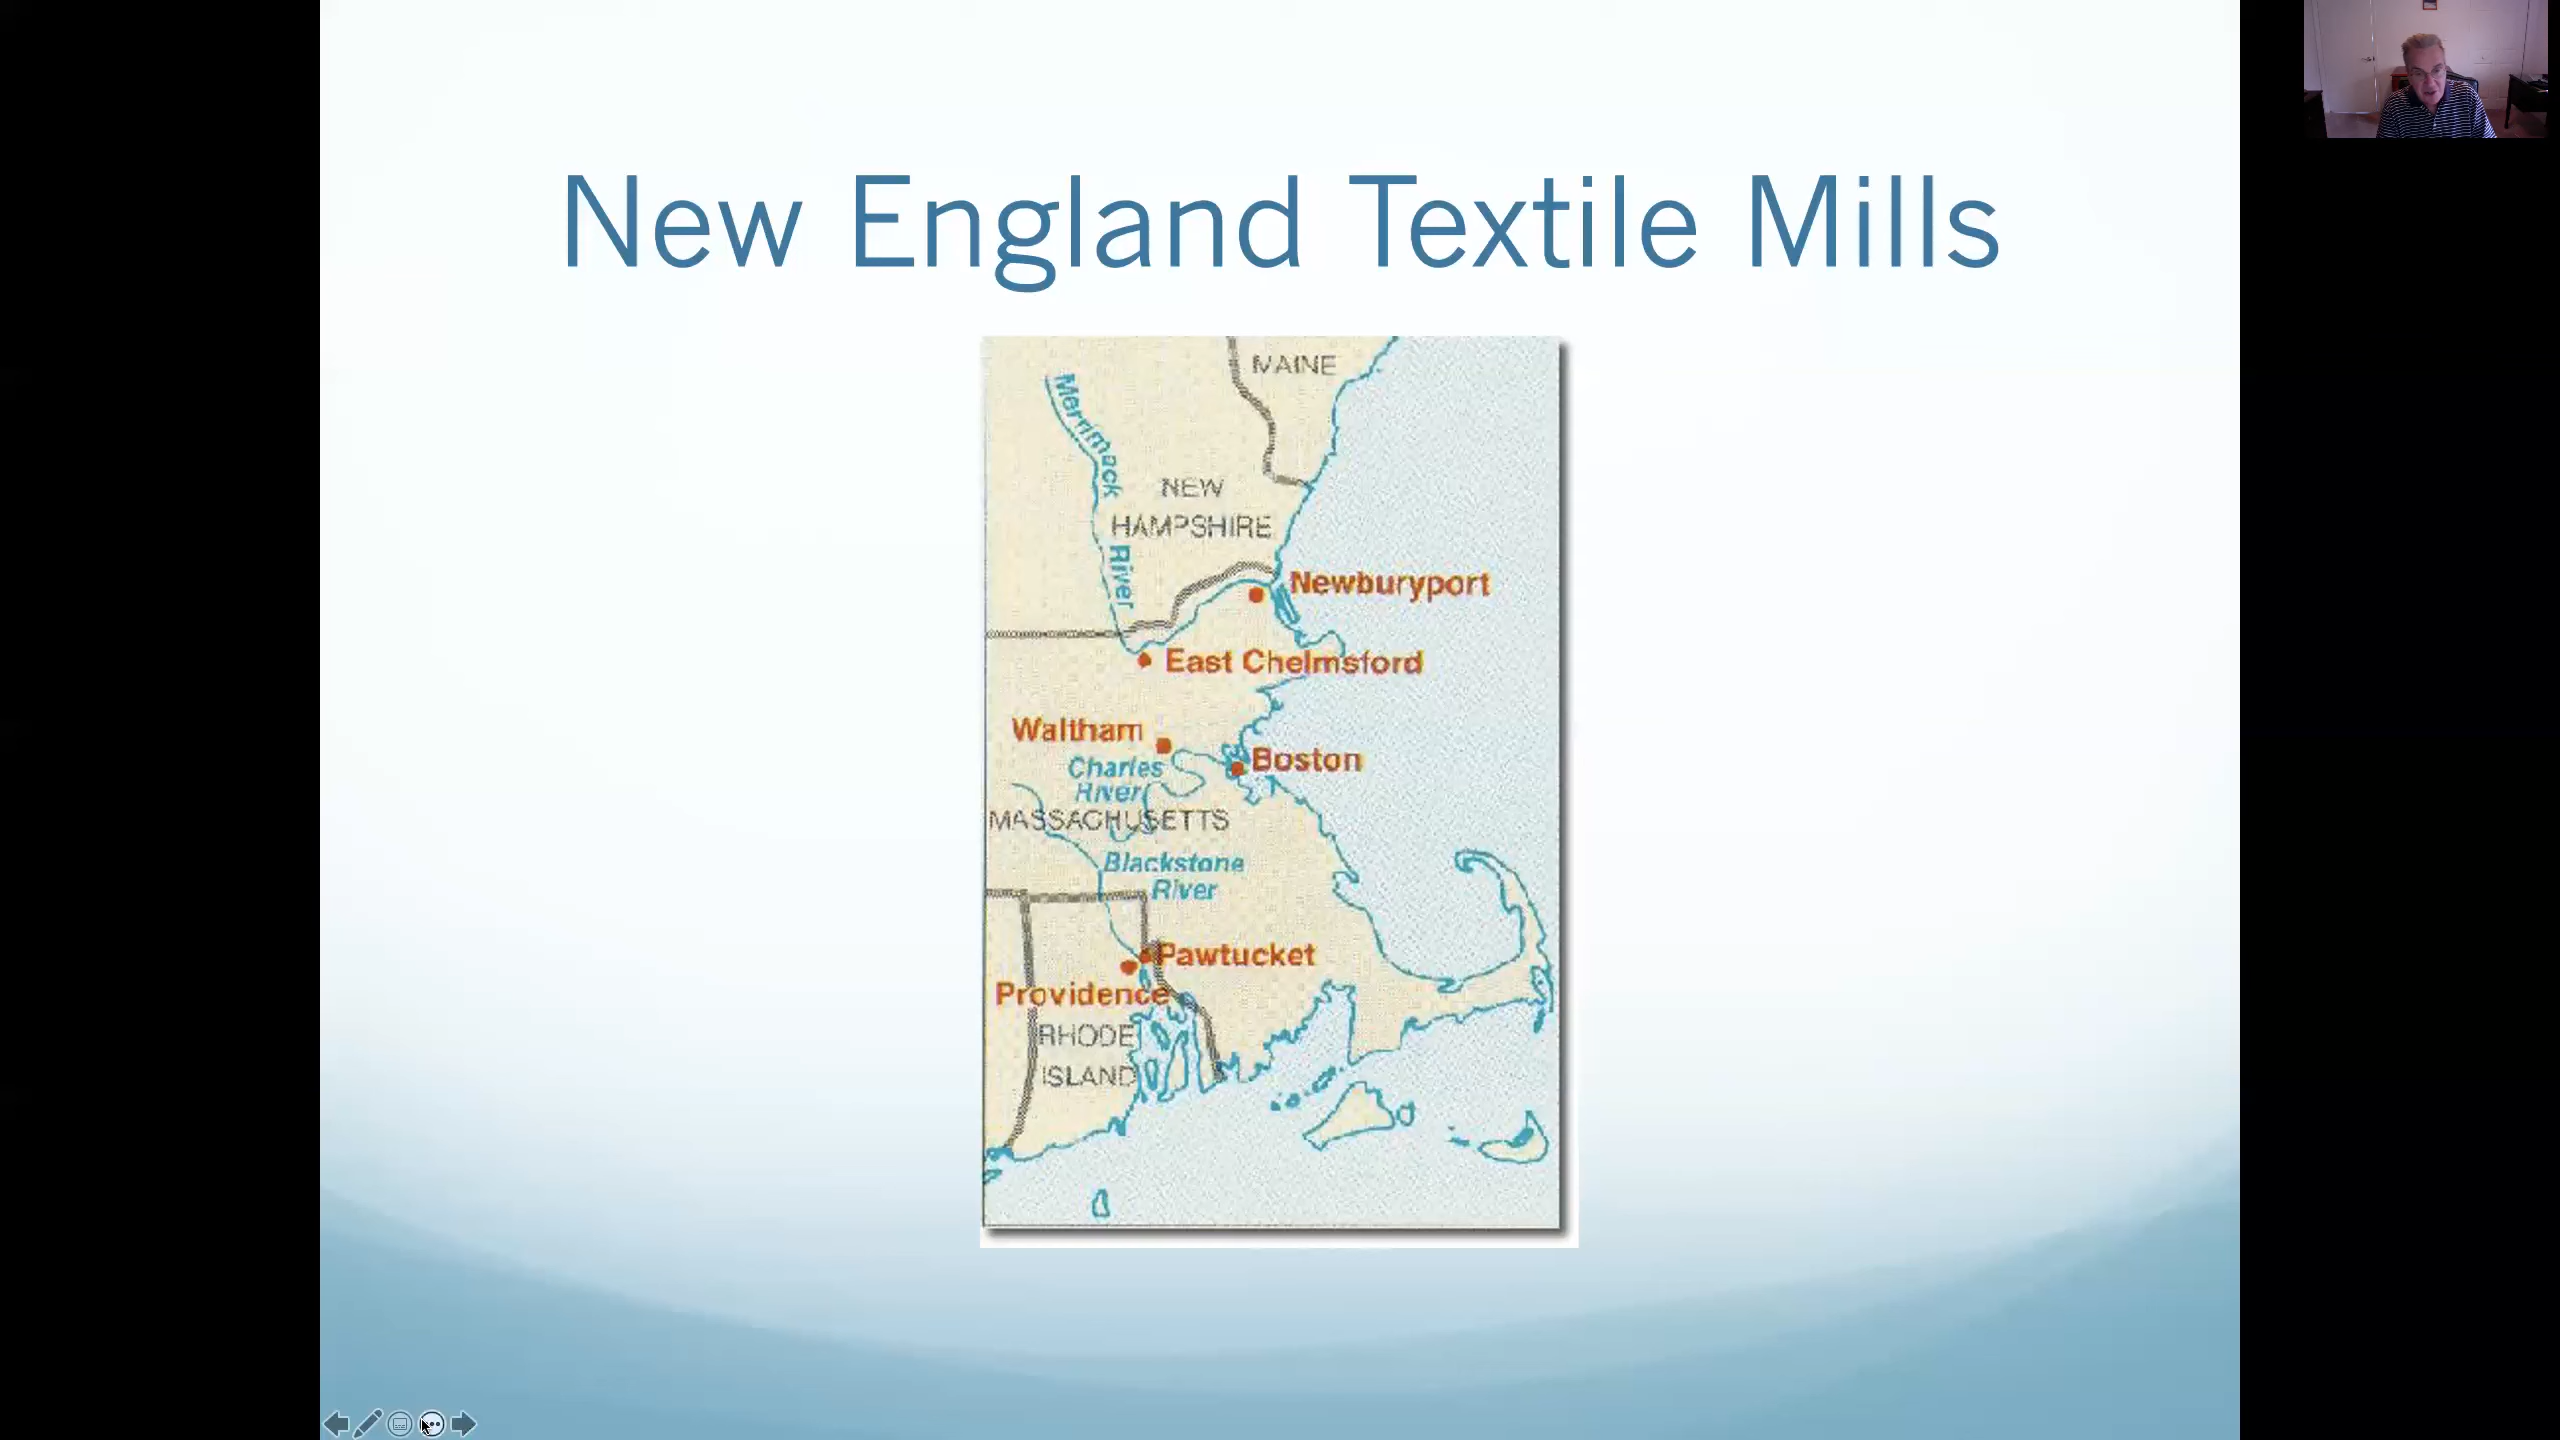 New England Textile Mills
MAINE
Merrimack River
NEW
HAMPSHIRE
Newburyport
East Chelmsford
Waltham
Boston
Charles
River
MASSACHUSETTS
Blackstone
River
Pawtucket
Providence
RHODE
ISLAND